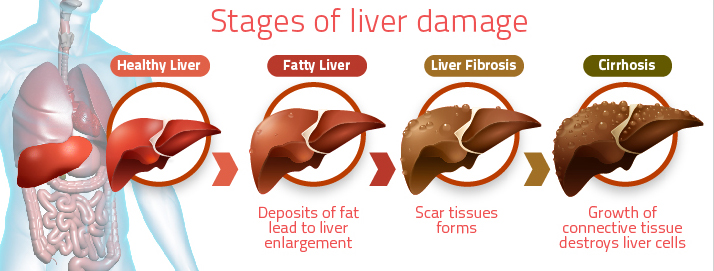 Stages of liver damage
Healthy Liver
Fatty Liver
Liver Fibrosis
Cirrhosis
Deposits of fat
lead to liver
enlargement
Scar tissues
forms
Growth of
connective tissue
destroys liver cells